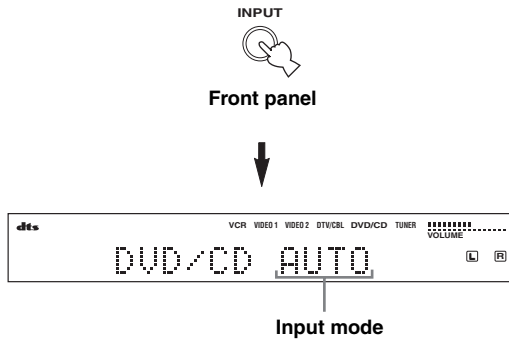 INPUT
Front panel
dts VCR VIDEO 1 VIDEO 2 DTV/CBL DVD/CD TUNER
VOLUME
DVD/CD AUTO L R
Input mode